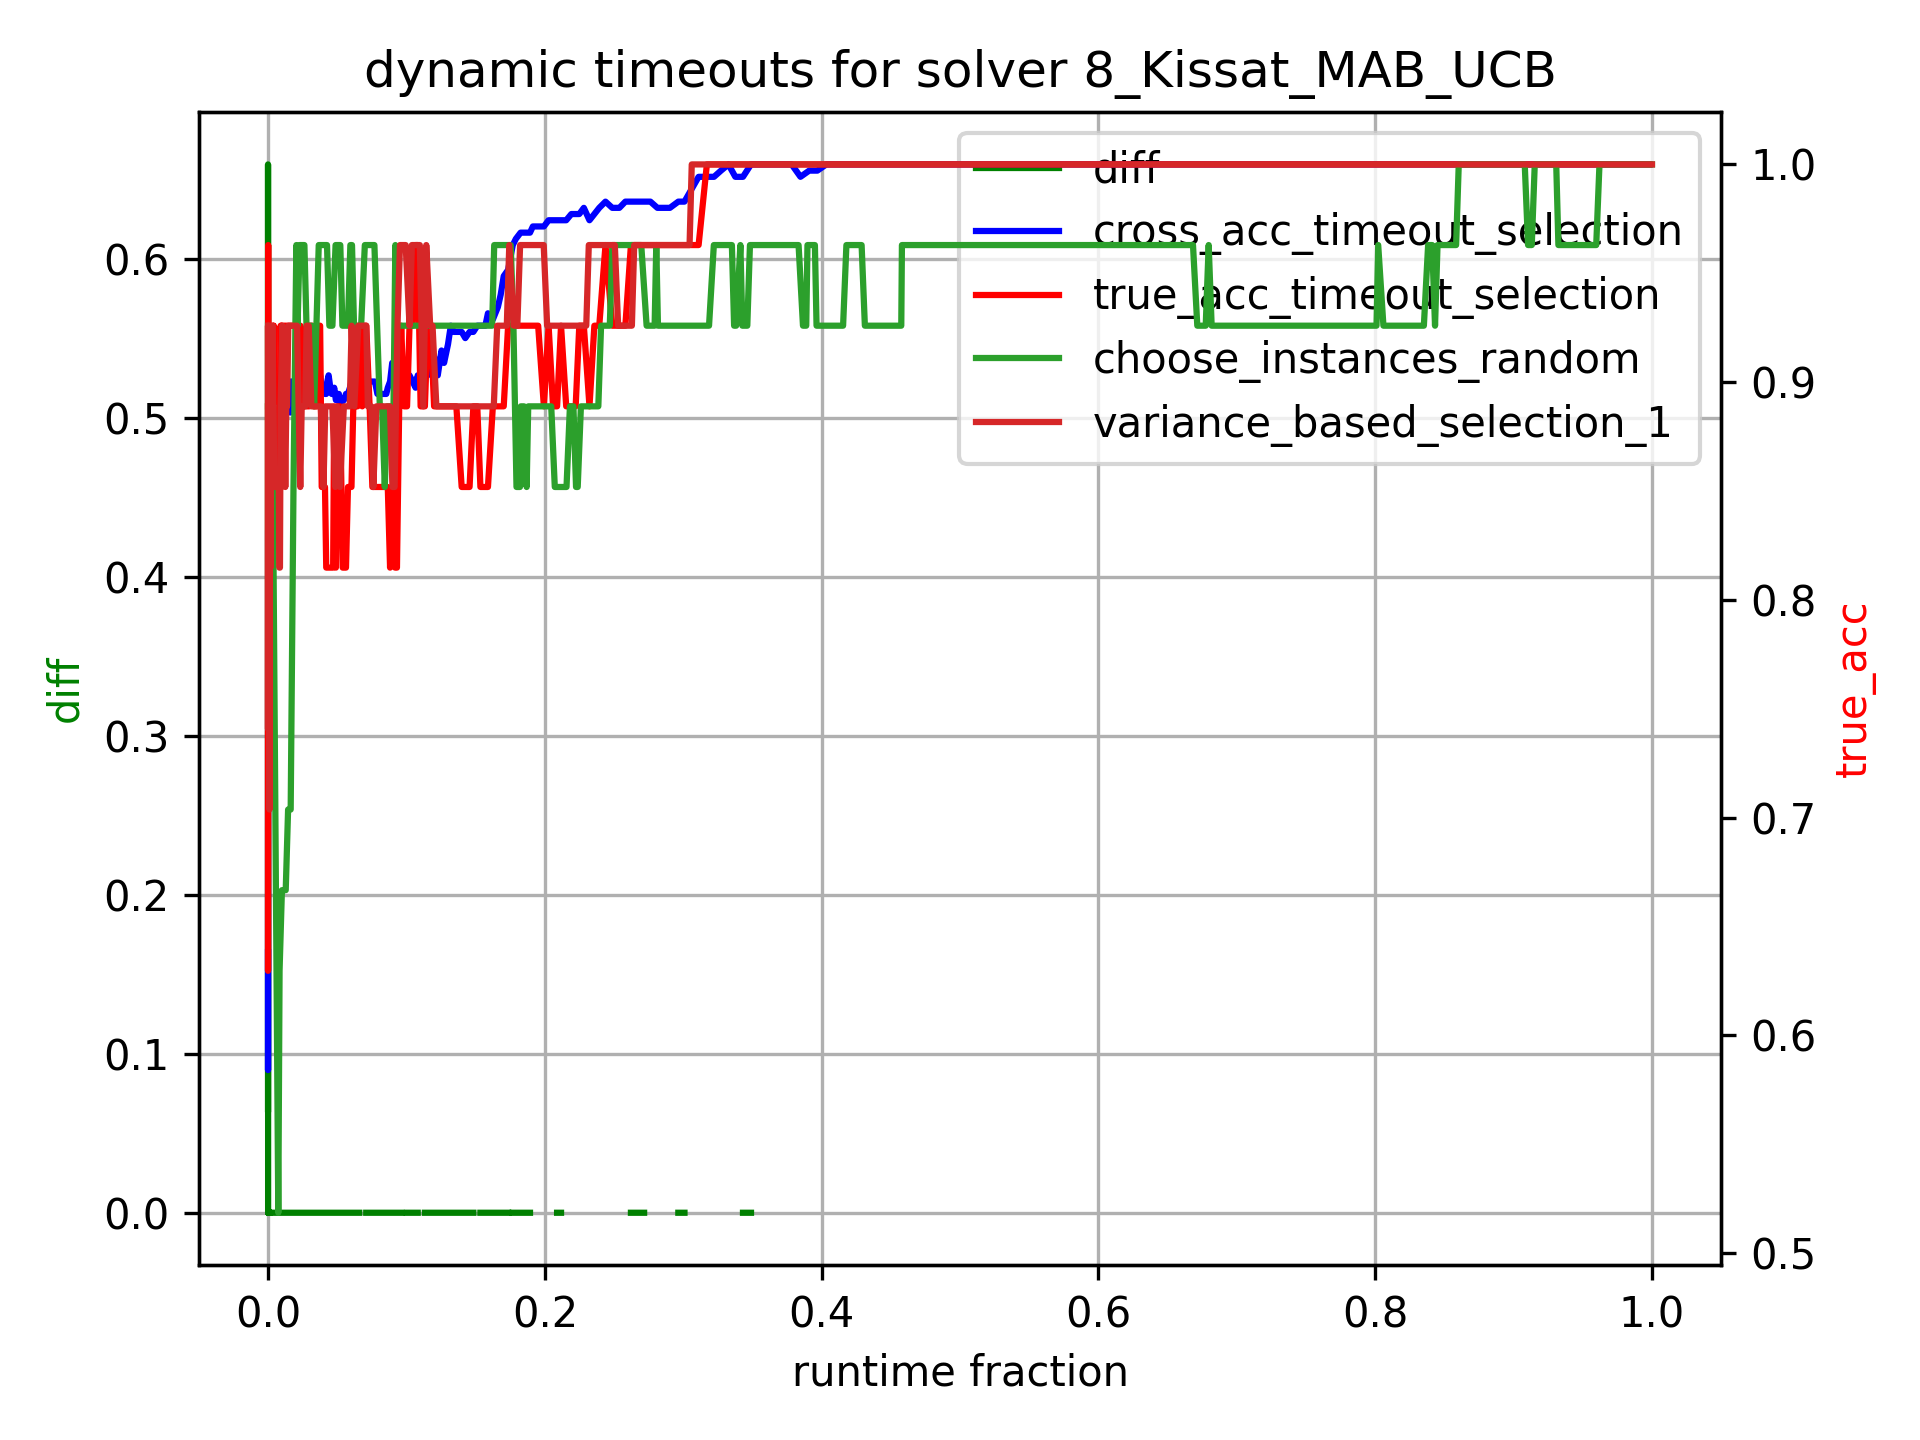 dynamic timeouts for solver 8_Kissat_MAB_UCB
diff
cross_acc_timeout_selection
true_acc_timeout_selection
choose_instances_random
variance_based_selection_1
0.6
0.5
0.4
0.3
0.2
0.1
0.0
diff
1.0
0.9
0.8
0.7
0.6
0.5
true_acc
0.0 0.2 0.4 0.6 0.8 1.0
runtime fraction